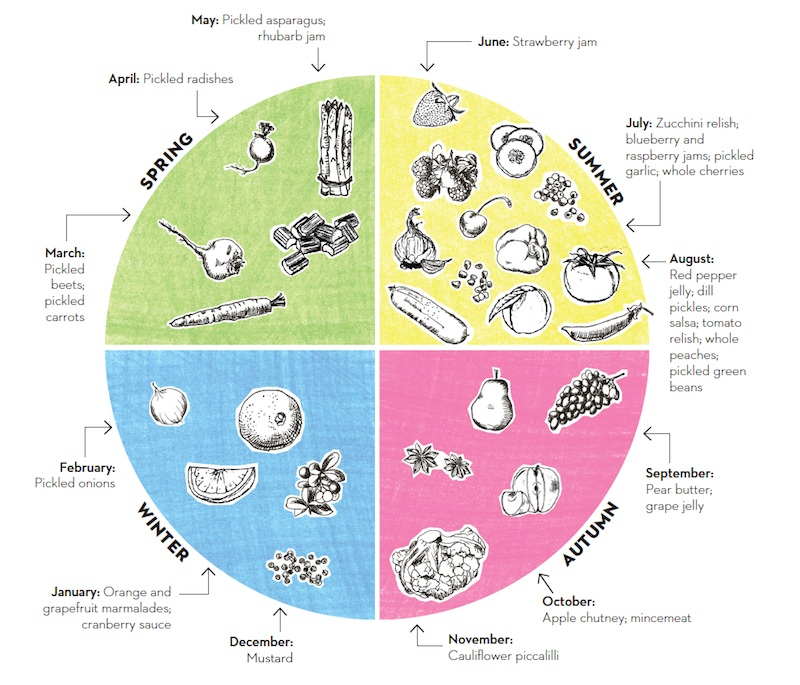 May: Pickled asparagus;
rhubarb jam
June: Strawberry jam
April: Pickled radishes
July: Zucchini relish;
blueberry and
raspberry jams; pickled
garlic; whole cherries
SPRING
SUMMER
March:
Pickled
beets;
pickled
carrots
August:
Red pepper
jelly; dill
pickles; corn
salsa; tomato
relish; whole
peaches;
pickled green
beans
February:
Pickled onions
September:
Pear butter;
grape jelly
WINTER
AUTUMN
January: Orange and
grapefruit marmalades;
cranberry sauce
October:
Apple chutney; mincemeat
December:
Mustard
November:
Cauliflower piccalilli